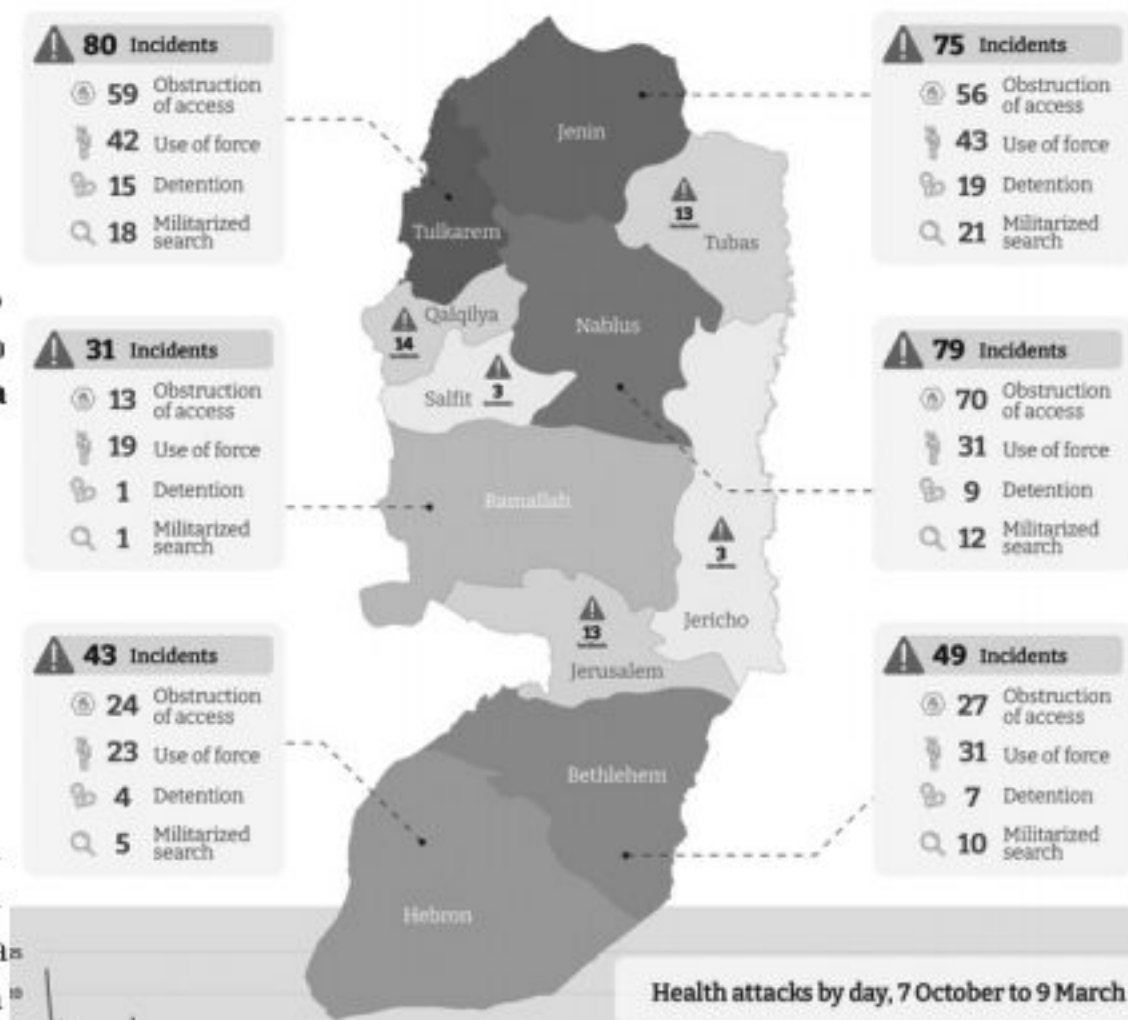 80 Incidents
59 Obstruction of access
42 Use of force
15 Detention
18 Militarized search
75 Incidents
56 Obstruction of access
43 Use of force
19 Detention
21 Militarized search
31 Incidents
13 Obstruction of access
19 Use of force
1 Detention
1 Militarized search
79 Incidents
70 Obstruction of access
31 Use of force
9 Detention
12 Militarized search
43 Incidents
24 Obstruction of access
23 Use of force
4 Detention
5 Militarized search
49 Incidents
27 Obstruction of access
31 Use of force
7 Detention
10 Militarized search
Jenin
13
Tubas
Tulkarem
Qalqilya
14
Nablus
Salfit
3
Ramallah
3
Jericho
13
Jerusalem
Bethlehem
Hebron
Health attacks by day, 7 October to 9 March